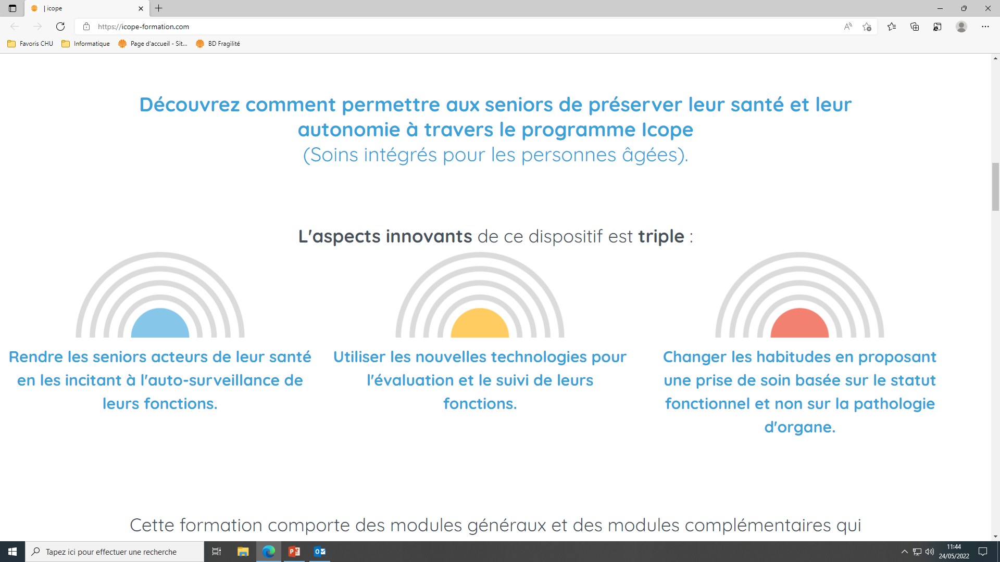 | icope
https://icope-formation.com
Favoris CHU
Informatique
Page d'accueil - Sit...
BD Fragilité
Découvrez comment permettre aux seniors de préserver leur santé et leur
autonomie à travers le programme Icope
(Soins intégrés pour les personnes âgées).
L'aspects innovants de ce dispositif est triple :
Rendre les seniors acteurs de leur santé
en les incitant à l'auto-surveillance de
leurs fonctions.
Utiliser les nouvelles technologies pour
l'évaluation et le suivi de leurs
fonctions.
Changer les habitudes en proposant
une prise de soin basée sur le statut
fonctionnel et non sur la pathologie
d'organe.
Cette formation comporte des modules généraux et des modules complémentaires qui
Tapez ici pour effectuer une recherche
11:44
24/05/2022